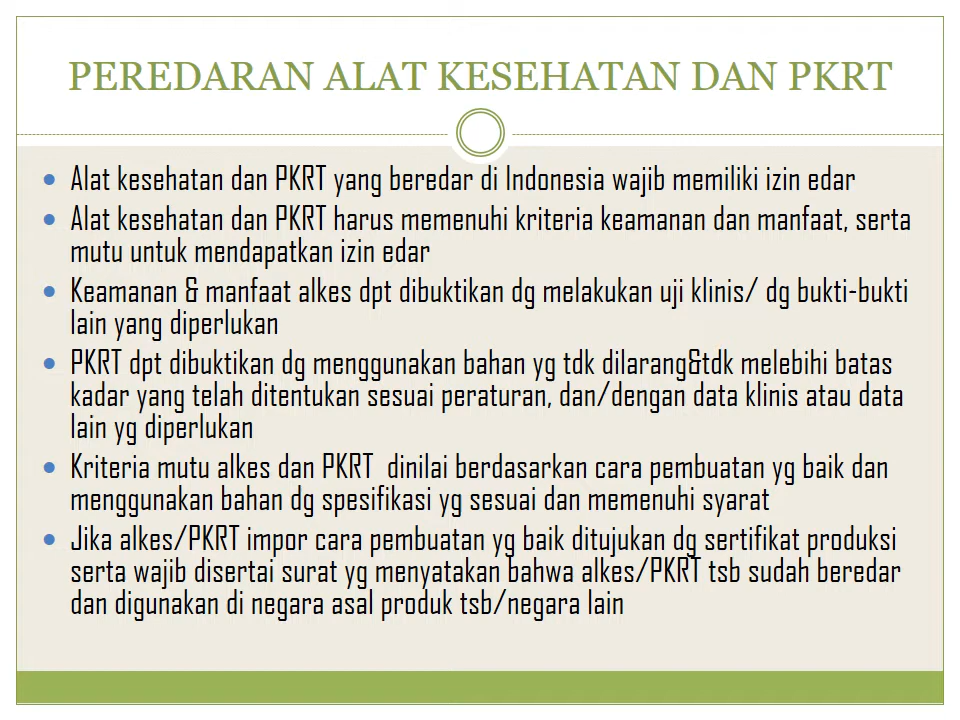 PEREDARAN ALAT KESEHATAN DAN PKRT
Alat kesehatan dan PKRT yang beredar di Indonesia wajib memiliki izin edar
Alat kesehatan dan PKRT harus memenuhi kriteria keamanan dan manfaat, serta
mutu untuk mendapatkan izin edar
Keamanan & manfaat alkes dpt dibuktikan dg melakukan uji klinis/ dg bukti-bukti
lain yang diperlukan
PKRT dpt dibuktikan dg menggunakan bahan yg tdk dilarang&tdk melebihi batas
kadar yang telah ditentukan sesuai peraturan, dan/dengan data klinis atau data
lain yg diperlukan
Kriteria mutu alkes dan PKRT dinilai berdasarkan cara pembuatan yg baik dan
menggunakan bahan dg spesifikasi yg sesuai dan memenuhi syarat
Jika alkes/PKRT impor cara pembuatan yg baik ditujukan dg sertifikat produksi
serta wajib disertai surat yg menyatakan bahwa alkes/PKRT tsb sudah beredar
dan digunakan di negara asal produk tsb/negara lain